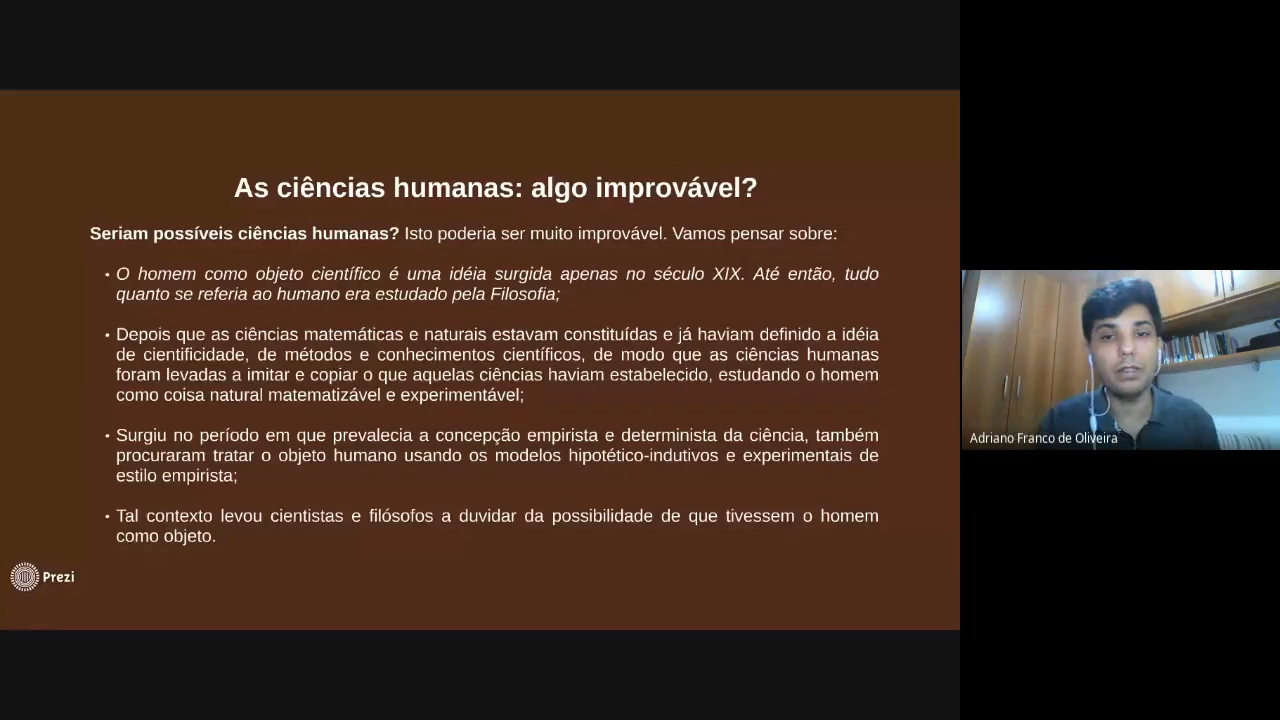 As ciências humanas: algo improvável?
Seriam possíveis ciências humanas? Isto poderia ser muito improvável. Vamos pensar sobre:
• O homem como objeto científico é uma idéia surgida apenas no século XIX. Até então, tudo
quanto se referia ao humano era estudado pela Filosofia;
• Depois que as ciências matemáticas e naturais estavam constituídas e já haviam definido a idéia
de cientificidade, de métodos e conhecimentos científicos, de modo que as ciências humanas
foram levadas a imitar e copiar o que aquelas ciências haviam estabelecido, estudando o homem
como coisa natural matematizável e experimentável;
• Surgiu no período em que prevalecia a concepção empirista e determinista da ciência, também
procuraram tratar o objeto humano usando os modelos hipotético-indutivos e experimentais de
estilo empirista;
• Tal contexto levou cientistas e filósofos a duvidar da possibilidade de que tivessem o homem
como objeto.
Prezi
Adriano Franco de Oliveira